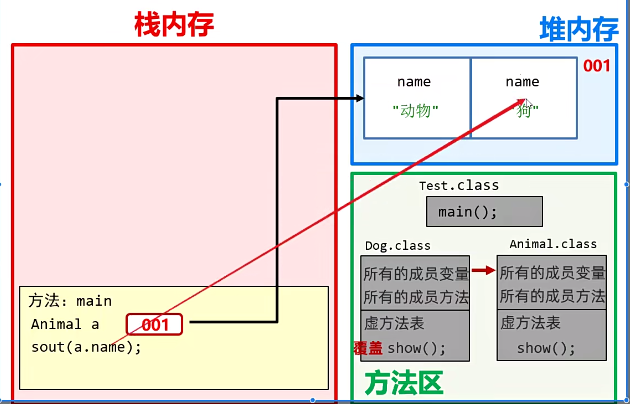 栈内存
堆内存
001
name
name
"动物"
"狗"
Test.class
main();
Dog.class
Animal.class
所有的成员变量
所有的成员方法
虚方法表
覆盖 show();
所有的成员变量
所有的成员方法
虚方法表
show();
方法区
方法: main
Animal a 001
sout(a.name);